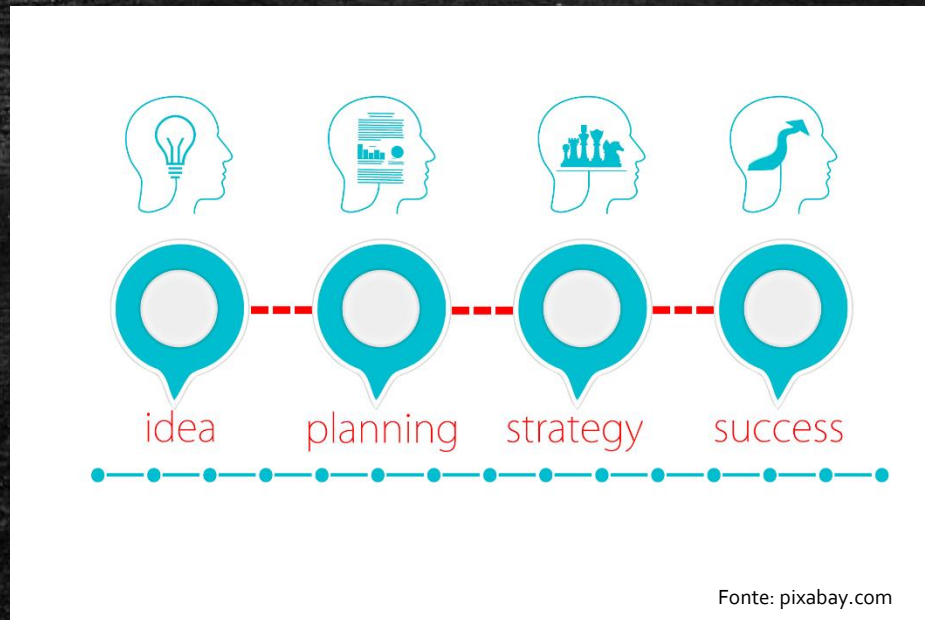 idea
planning
strategy
success
Fonte: pixabay.com